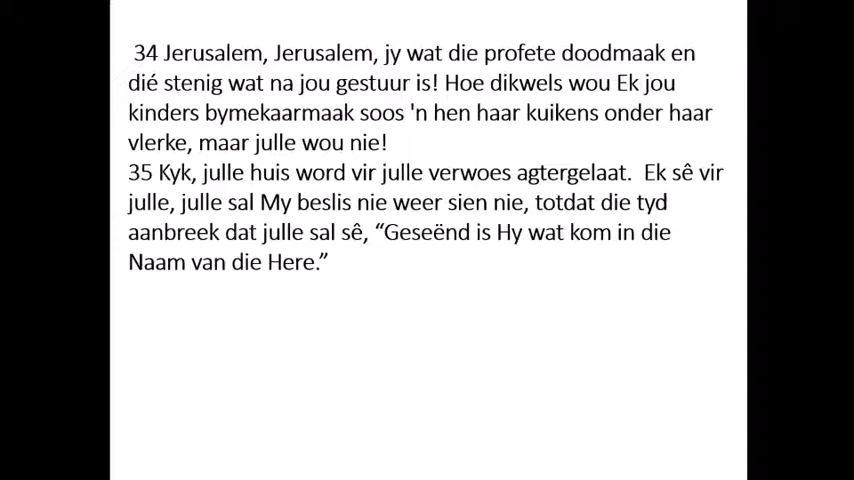 34 Jerusalem, Jerusalem, jy wat die profete doodmaak en
dié stenig wat na jou gestuur is! Hoe dikwels wou Ek jou
kinders bymekaarmaak soos 'n hen haar kuikens onder haar
vlerke, maar julle wou nie!
35 Kyk, julle huis word vir julle verwoes agtergelaat.  Ek sê vir
julle, julle sal My beslis nie weer sien nie, totdat die tyd
aanbreek dat julle sal sê, “Geseënd is Hy wat kom in die
Naam van die Here.”